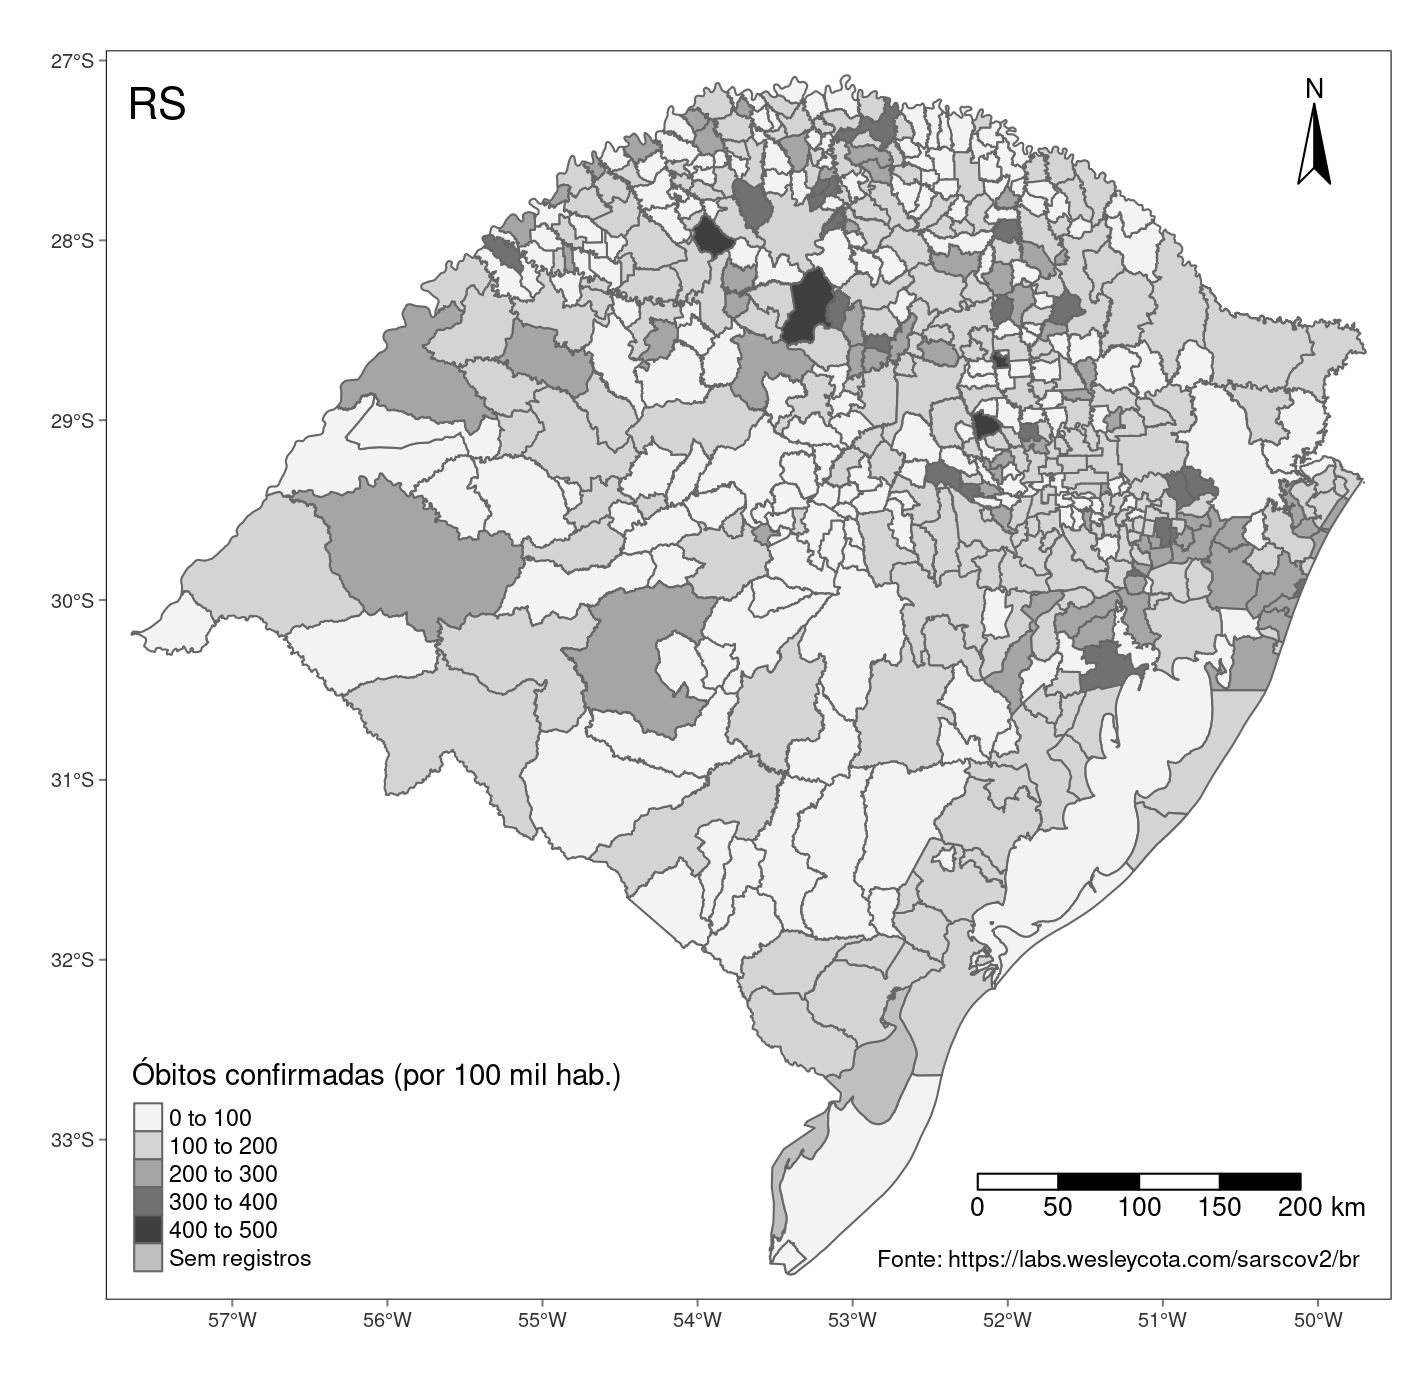 27°S
RS
N
28°S
29°S
30°S
31°S
32°S
33°S
Óbitos confirmadas (por 100 mil hab.)
0 to 100
100 to 200
200 to 300
300 to 400
400 to 500
Sem registros
0 50 100 150 200 km
Fonte: https://labs.wesleycota.com/sarscov2/br
57°W 56°W 55°W 54°W 53°W 52°W 51°W 50°W